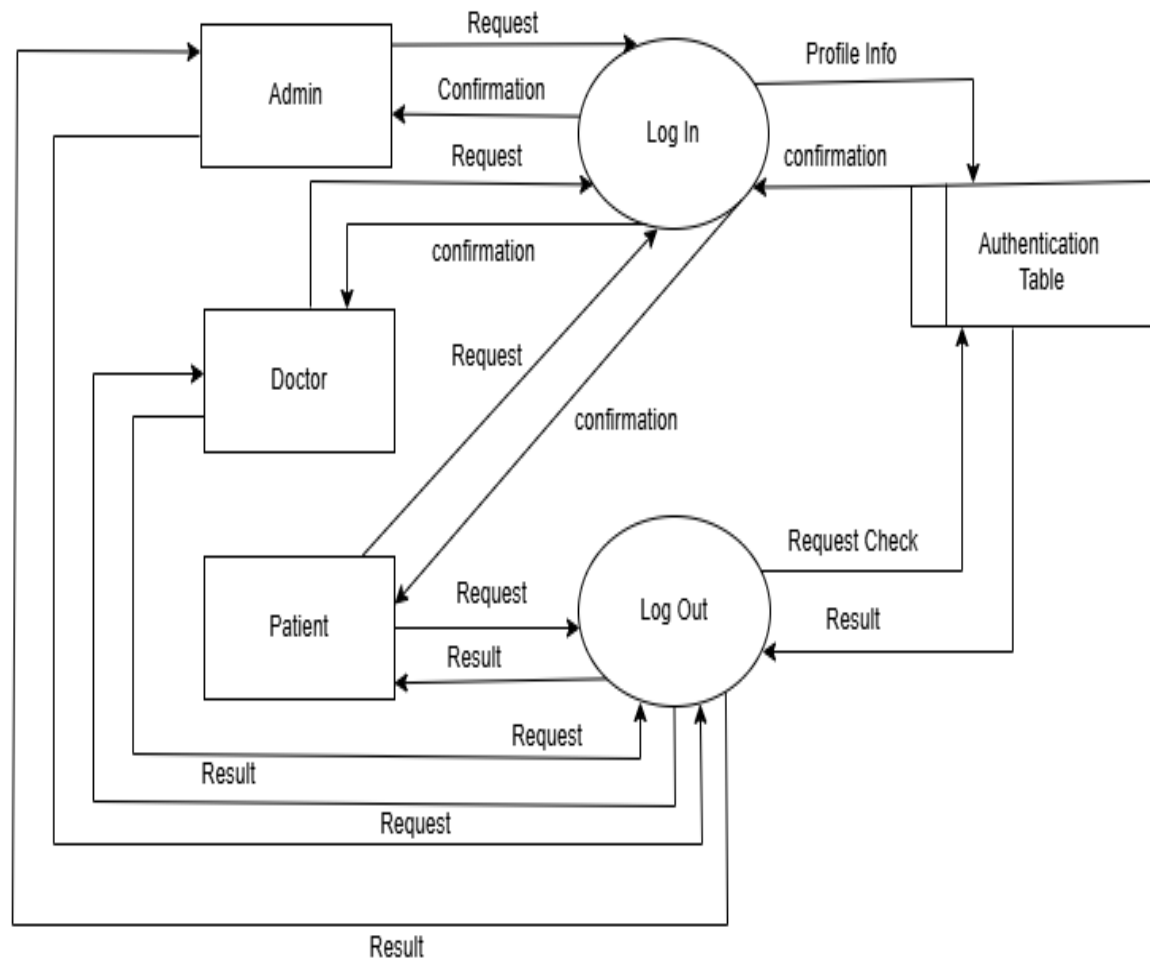 Request
Profile Info
Admin
Confirmation
Log In
Request
confirmation
confirmation
Authentication
Table
Request
Doctor
confirmation
Request Check
Request
Log Out
Patient
Result
Result
Request
Result
Request
Result